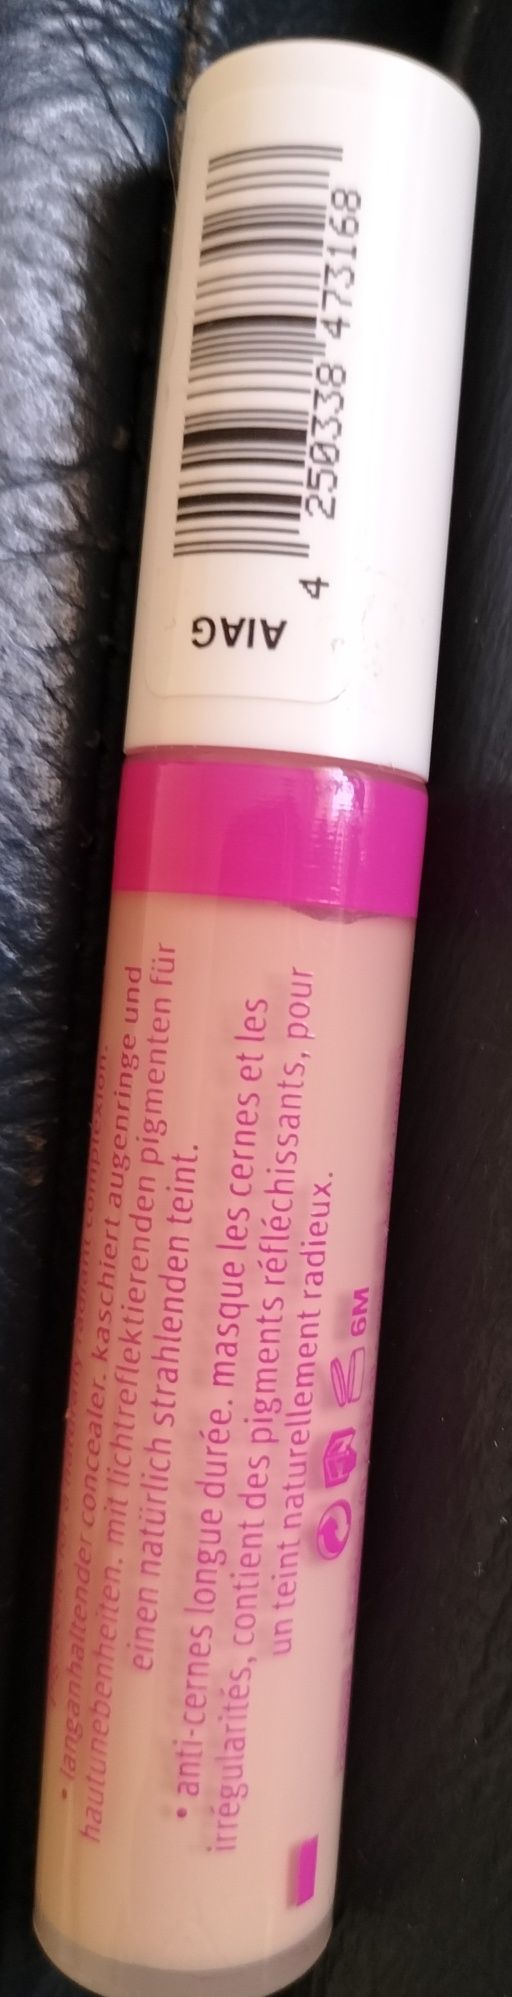 AIAG
4 250338 473168
complexion.
• langanhaltender concealer. kaschiert augenringe und
hautunebenheiten. mit lichtreflektierenden pigmenten für
einen natürlich strahlenden teint.
• anti-cernes longue durée. masque les cernes et les
irrégularités, contient des pigments réfléchissants, pour
un teint naturellement radieux.
6M